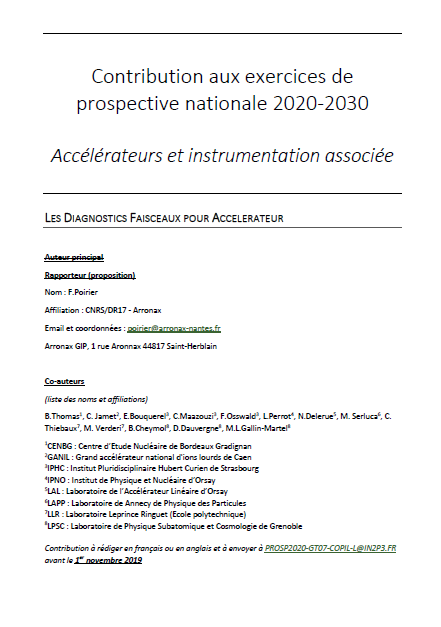 Contribution aux exercices de
prospective nationale 2020-2030
Accélérateurs et instrumentation associée
LES DIAGNOSTICS FAISCEAUX POUR ACCELERATEUR
Auteur principal
Rapporteur (proposition)
Nom : F.Poirier
Affiliation : CNRS/DR17 - Arronax
Email et coordonnées : poirier@arronax-nantes.fr
Arronax GIP, 1 rue Aronnax 44817 Saint-Herblain
Co-auteurs
(liste des noms et affiliations)
B.Thomas¹, C. Jamet², E.Bouquerel³, C.Maazouzi³, F.Osswald³, L.Perrot⁴, N.Delerue⁵, M. Serluca⁶, C.
Thiebaux⁷, M. Verderi⁷, B.Cheymol⁸, D.Dauvergne⁸, M.L.Gallin-Martel⁸
¹CENBG : Centre d'Etude Nucléaire de Bordeaux Gradignan
²GANIL : Grand accélérateur national d'ions lourds de Caen
³IPHC : Institut Pluridisciplinaire Hubert Curien de Strasbourg
⁴IPNO : Institut de Physique et Nucléaire d'Orsay
⁵LAL : Laboratoire de l'Accélérateur Linéaire d'Orsay
⁶LAPP : Laboratoire de Annecy de Physique des Particules
⁷LLR : Laboratoire Leprince Ringuet (Ecole polytechnique)
⁸LPSC : Laboratoire de Physique Subatomique et Cosmologie de Grenoble
Contribution à rédiger en français ou en anglais et à envoyer à PROSP2020-GT07-COPIL-L@IN2P3.FR
avant le 1er novembre 2019